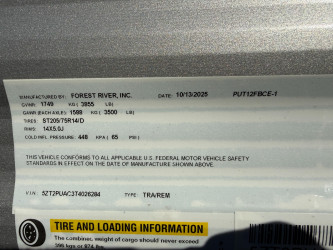 MANUFACTURED BY: FOREST RIVER, INC. DATE: 10/13/2025 PUT12FBCE-1
GVWR: 1749 KG ( 3855 LB)
GAWR (EACH AXLE) 1588 KG ( 3500 LB)
TIRES: ST205/75R14/D
RIMS: 14X5.0J
COLD INFLATION PRESSURE: 448 KPA ( 65 PSI)
THIS VEHICLE CONFORMS TO ALL APPLICABLE U.S. FEDERAL MOTOR VEHICLE SAFETY
STANDARDS IN EFFECT ON THE DATE OF MANUFACTURE SHOWN ABOVE.
V.I.N: 5ZT2PUAC3T4026284 TYPE: TRA/REM
TIRE AND LOADING INFORMATION
The combined weight of cargo should never exceed